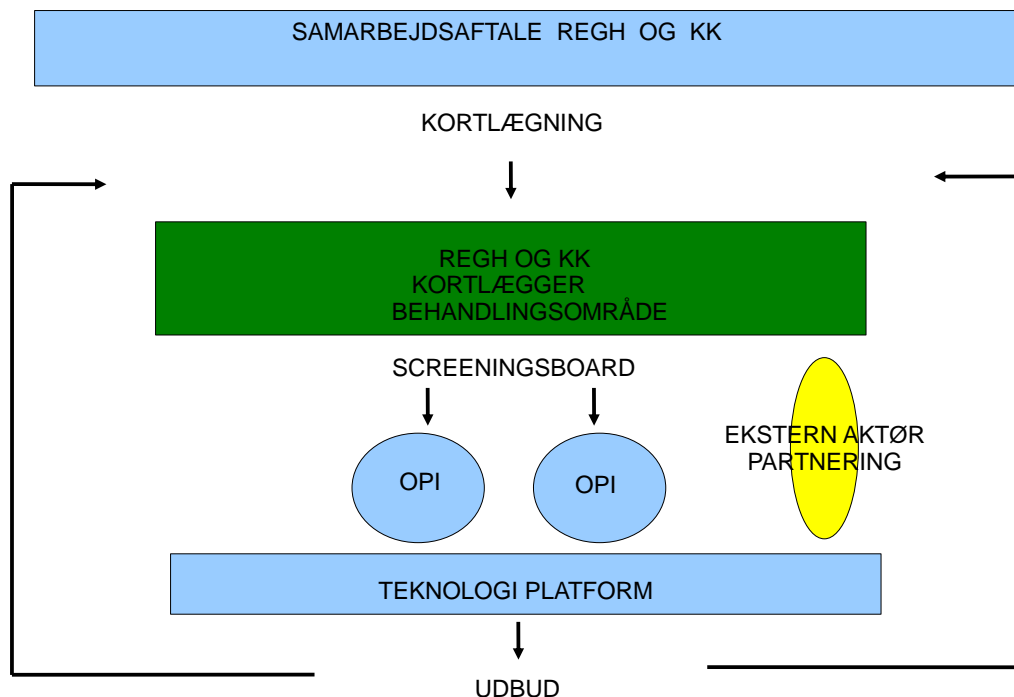 SAMARBEJDSAFTALE REGH OG KK
KORTLÆGNING
REGH OG KK
KORTLÆGGER
BEHANDLINGSOMRÅDE
SCREENINGSBOARD
EKSTERN AKTØR
PARTNERING
OPI
OPI
TEKNOLOGI PLATFORM
UDBUD